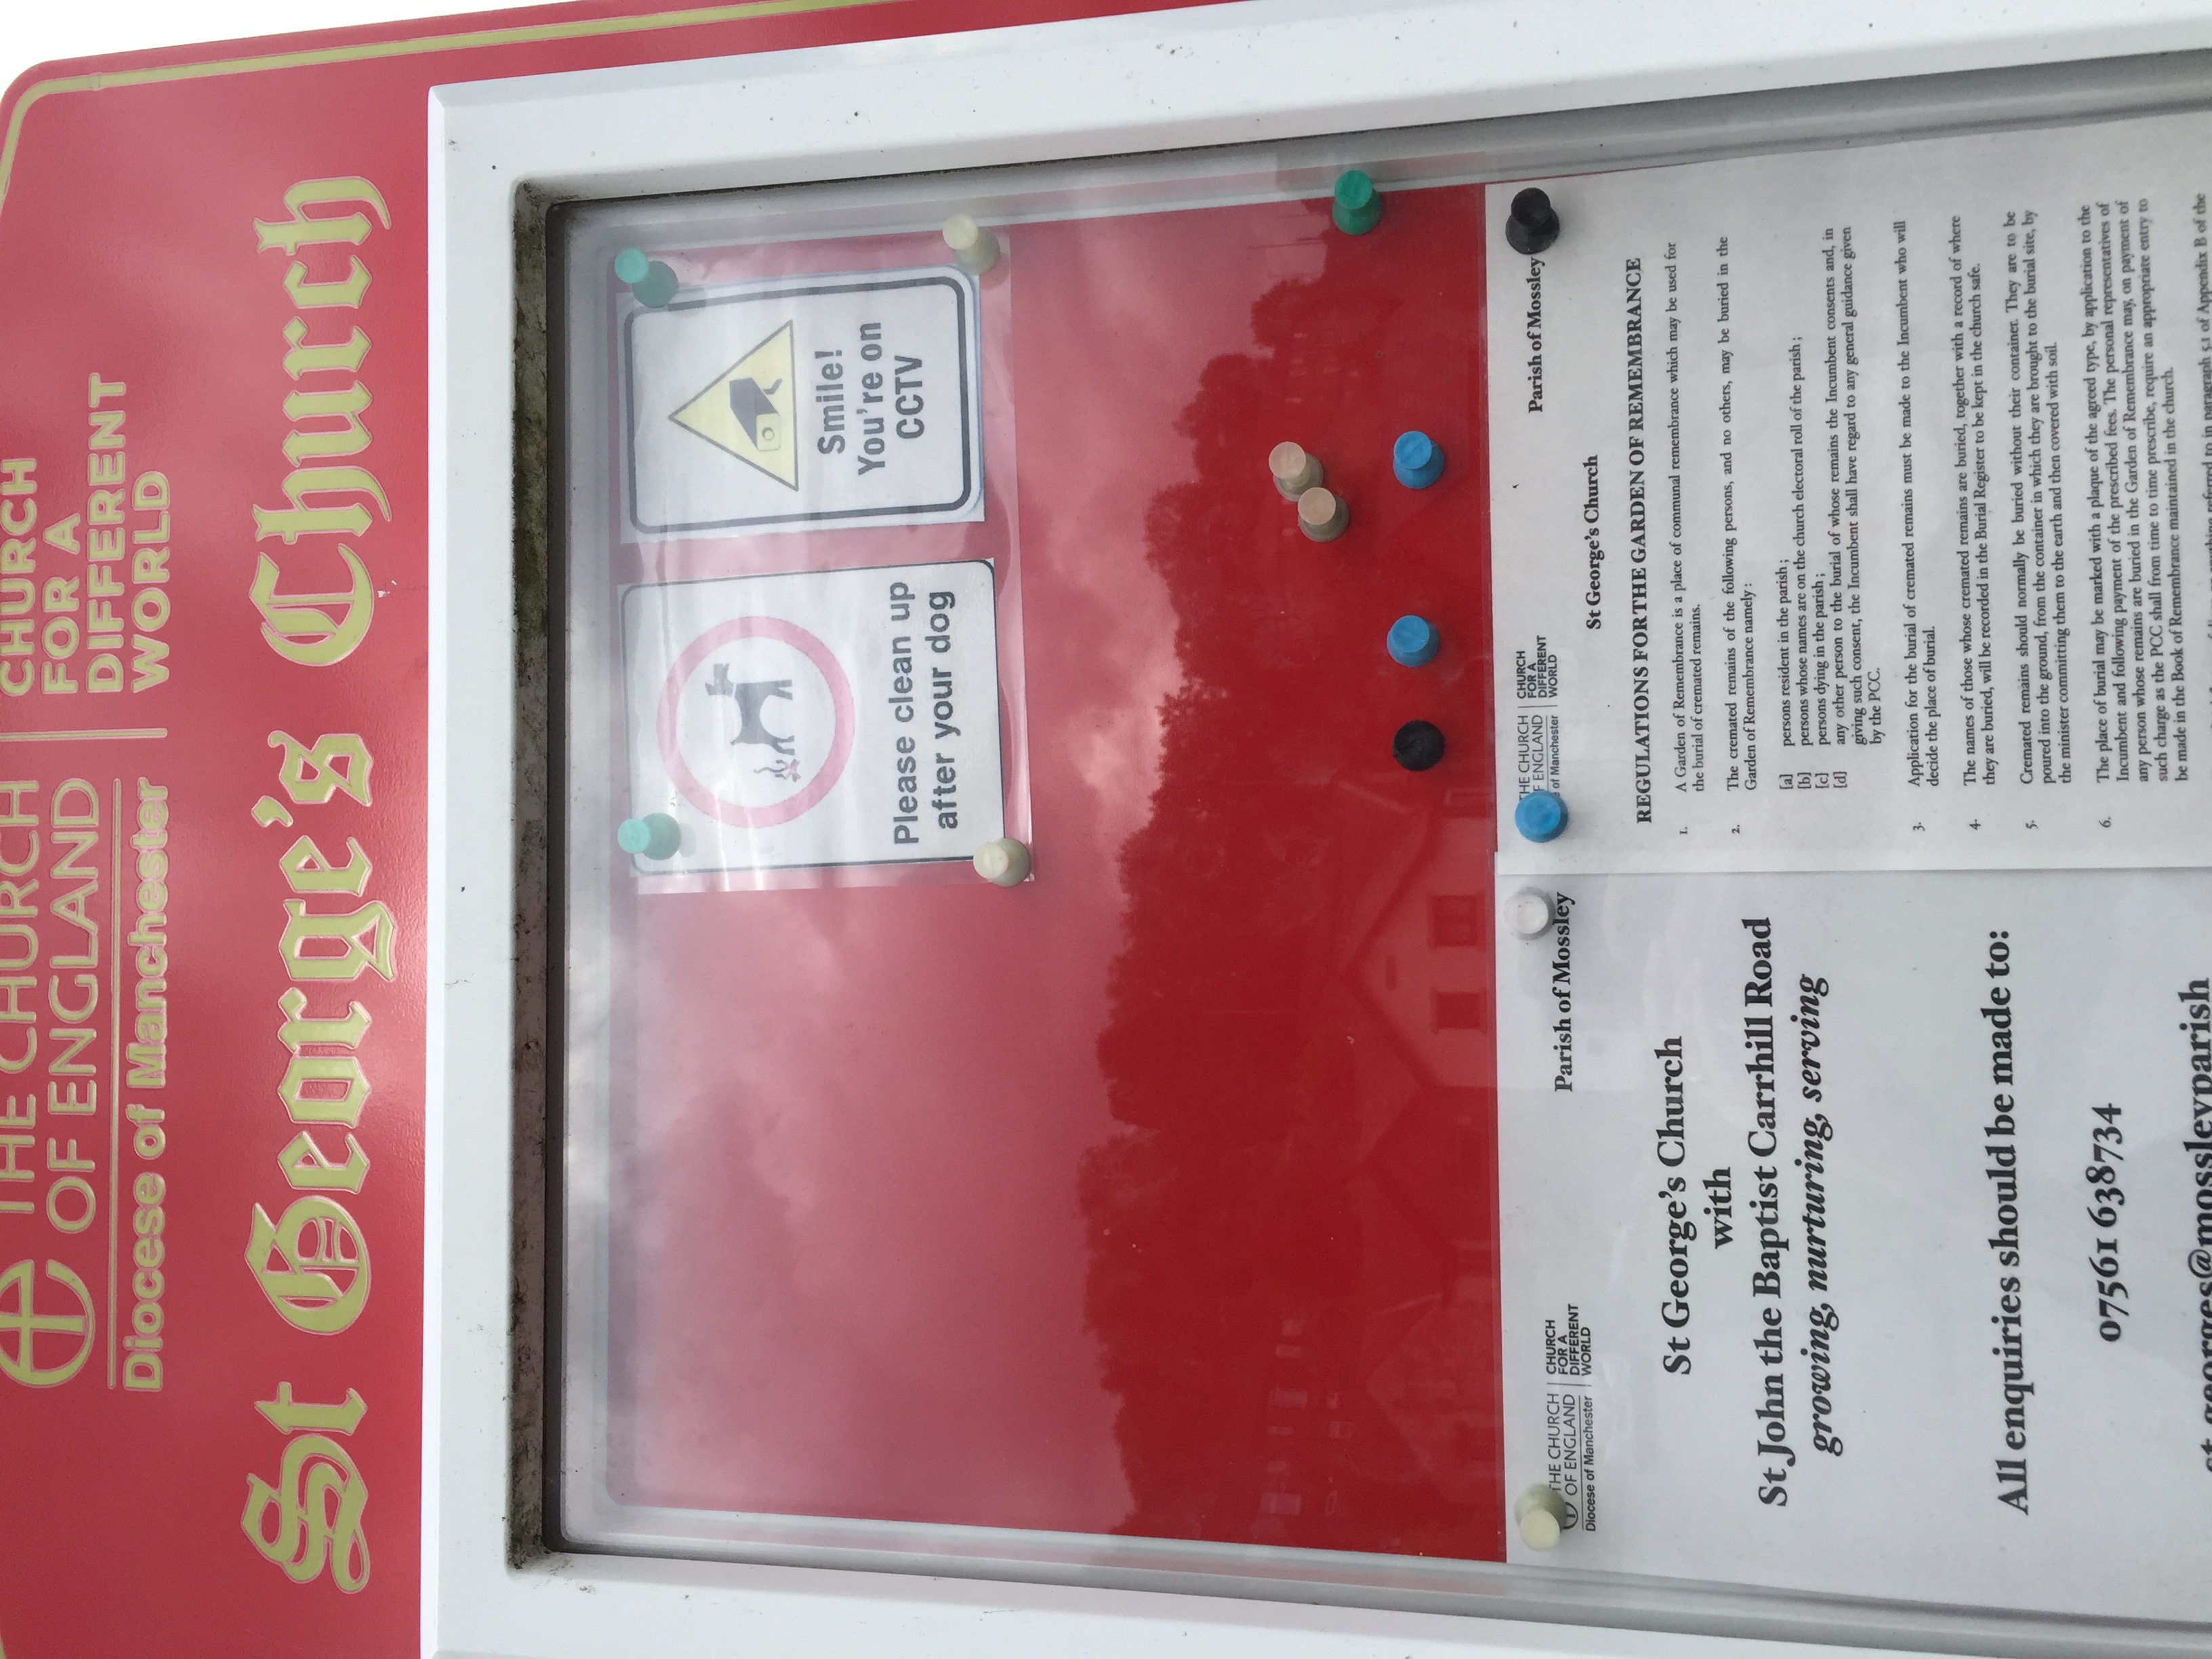 THE CHURCH
OF ENGLAND
Diocese of Manchester
CHURCH
FOR A
DIFFERENT
WORLD
St George's Church
Please clean up
after your dog
Smile!
You're on
CCTV
THE CHURCH
OF ENGLAND
Diocese of Manchester
CHURCH
FOR A
DIFFERENT
WORLD
Parish of Mossley
St George's Church
with
St John the Baptist Carrhill Road
growing, nurturing, serving
All enquiries should be made to:
07561 638734
st.georges@mossleyparish
THE CHURCH
OF ENGLAND
of Manchester
CHURCH
FOR A
DIFFERENT
WORLD
Parish of Mossley
St George's Church
REGULATIONS FOR THE GARDEN OF REMEMBRANCE
1. A Garden of Remembrance is a place of communal remembrance which may be used for
the burial of cremated remains.
2. The cremated remains of the following persons, and no others, may be buried in the
Garden of Remembrance namely:
[a] persons resident in the parish;
[b] persons whose names are on the church electoral roll of the parish;
[c] persons dying in the parish;
[d] any other person to the burial of whose remains the Incumbent consents and, in
giving such consent, the Incumbent shall have regard to any general guidance given
by the PCC.
3. Application for the burial of cremated remains must be made to the Incumbent who will
decide the place of burial.
4. The names of those whose cremated remains are buried, together with a record of where
they are buried, will be recorded in the Burial Register to be kept in the church safe.
5. Cremated remains should normally be buried without their container. They are to be
poured into the ground, from the container in which they are brought to the burial site, by
the minister committing them to the earth and then covered with soil.
6. The place of burial may be marked with a plaque of the agreed type, by application to the
Incumbent and following payment of the prescribed fees. The personal representatives of
any person whose remains are buried in the Garden of Remembrance may, on payment of
such charge as the PCC shall from time to time prescribe, require an appropriate entry to
be made in the Book of Remembrance maintained in the church.
referred to in paragraph 5.1 of Appendix B of the